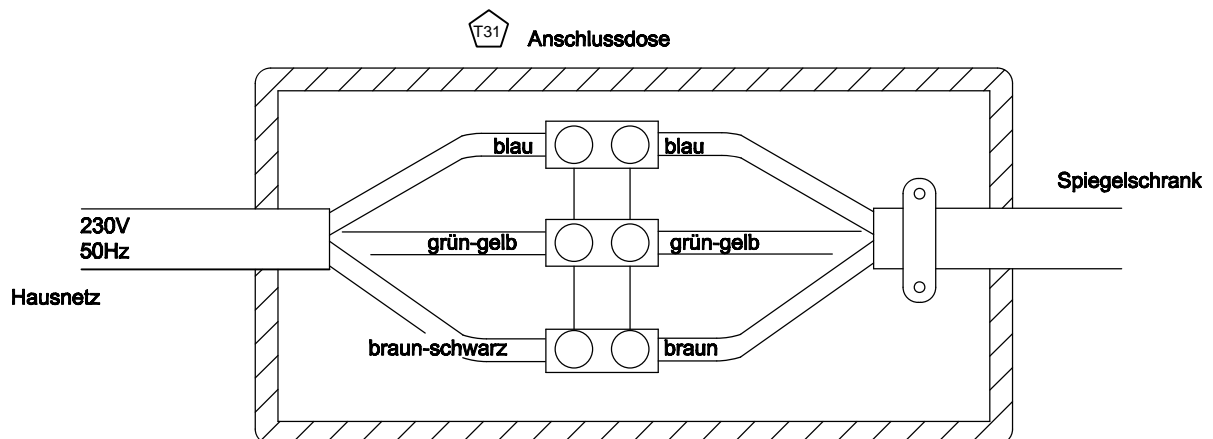 T31
Anschlussdose
blau
blau
Spiegelschrank
230V
50Hz
grün-gelb
grün-gelb
Hausnetz
braun-schwarz
braun